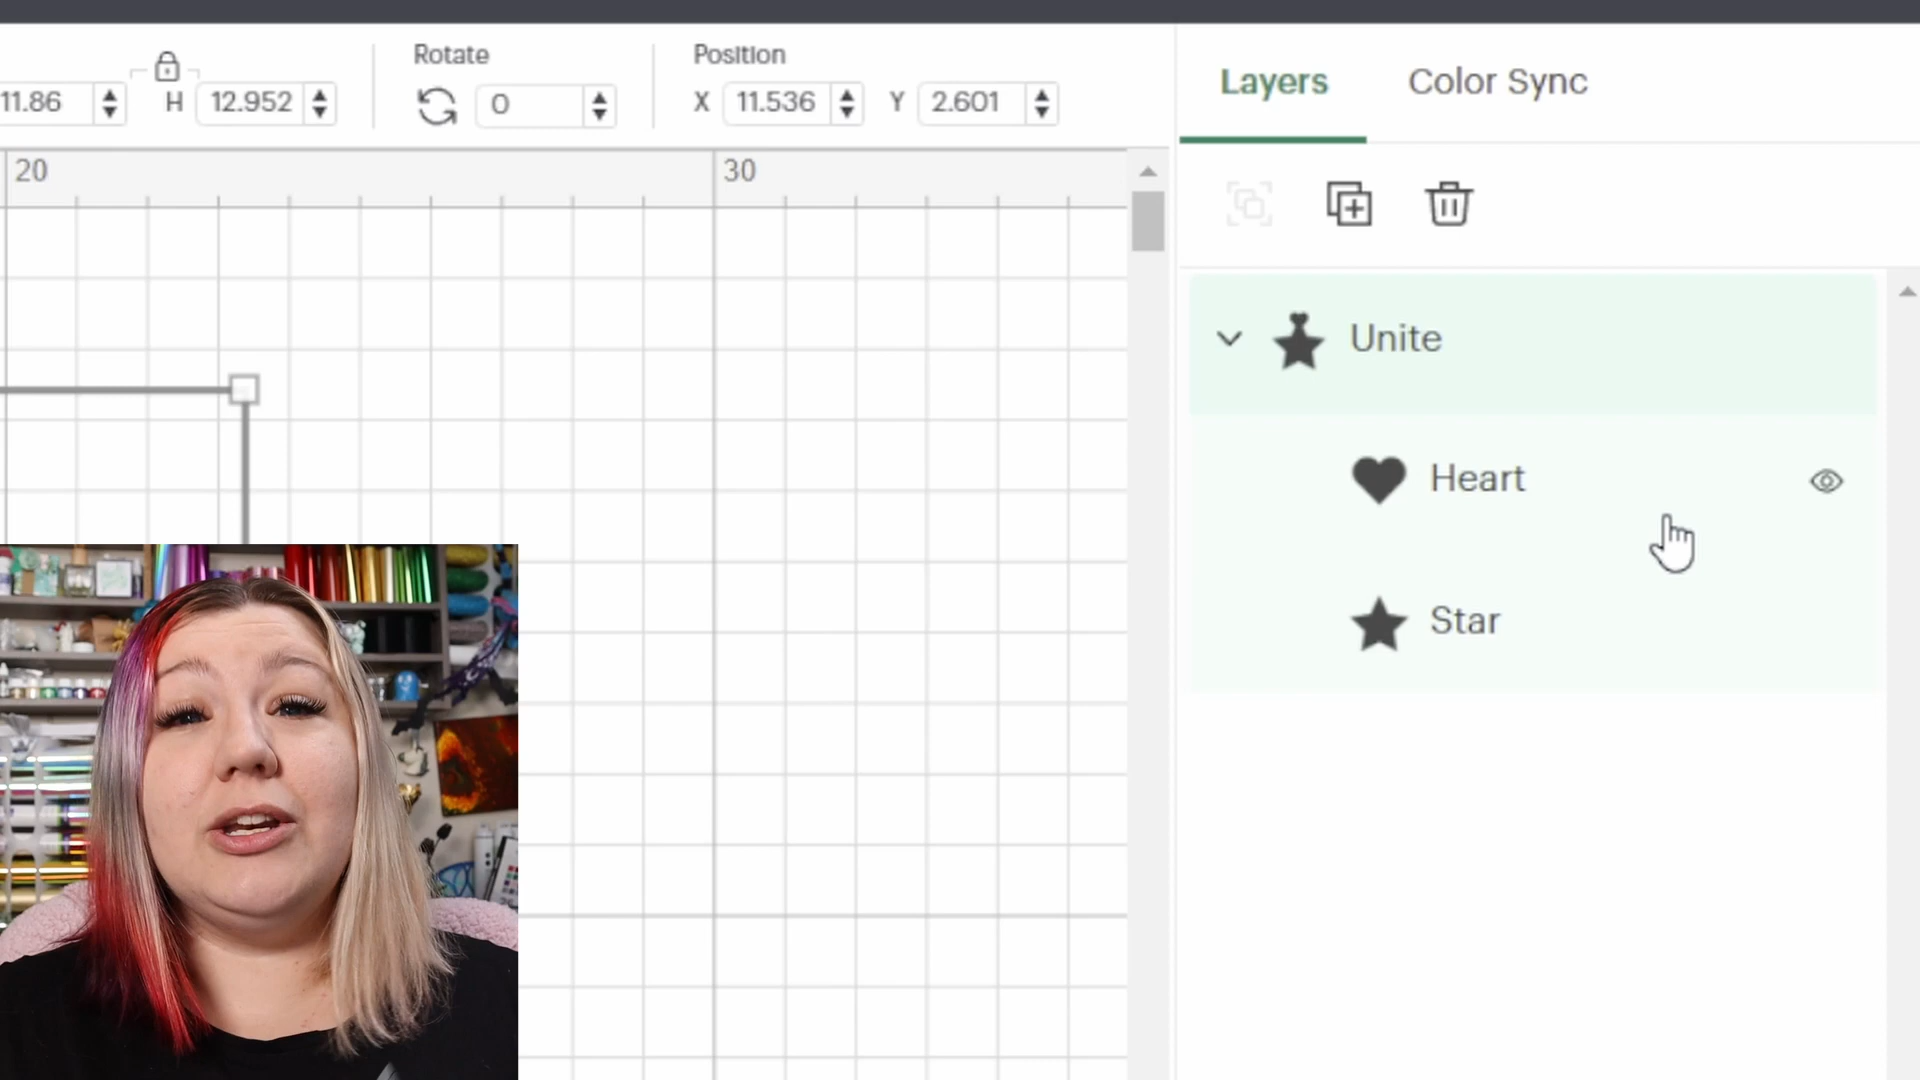 Rotate
Position
Layers
Color Sync
11.86
H 12.952
0
X 11.536
Y 2.601
20
30
Unite
Heart
Star